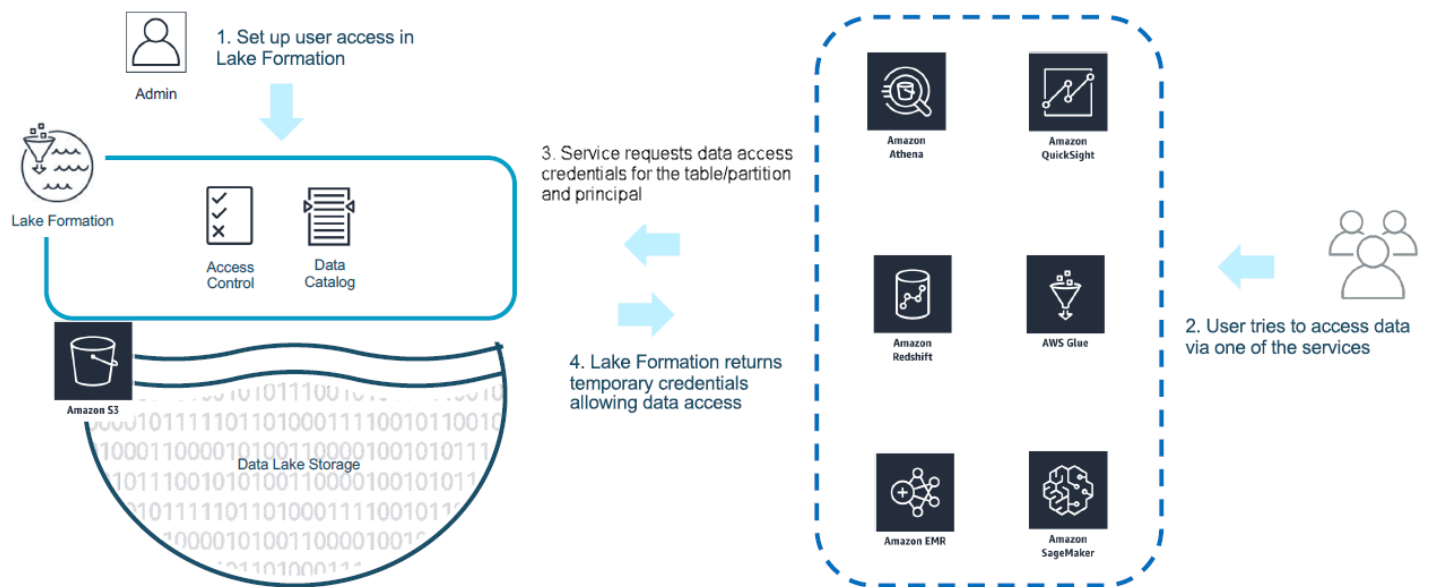 1. Set up user access in
Lake Formation
Admin
Lake Formation
Access
Control
Data
Catalog
3. Service requests data access
credentials for the table/partition
and principal
4. Lake Formation returns
temporary credentials
allowing data access
Amazon S3
Data Lake Storage
Amazon
Athena
Amazon
QuickSight
Amazon
Redshift
AWS Glue
Amazon EMR
Amazon
SageMaker
2. User tries to access data
via one of the services